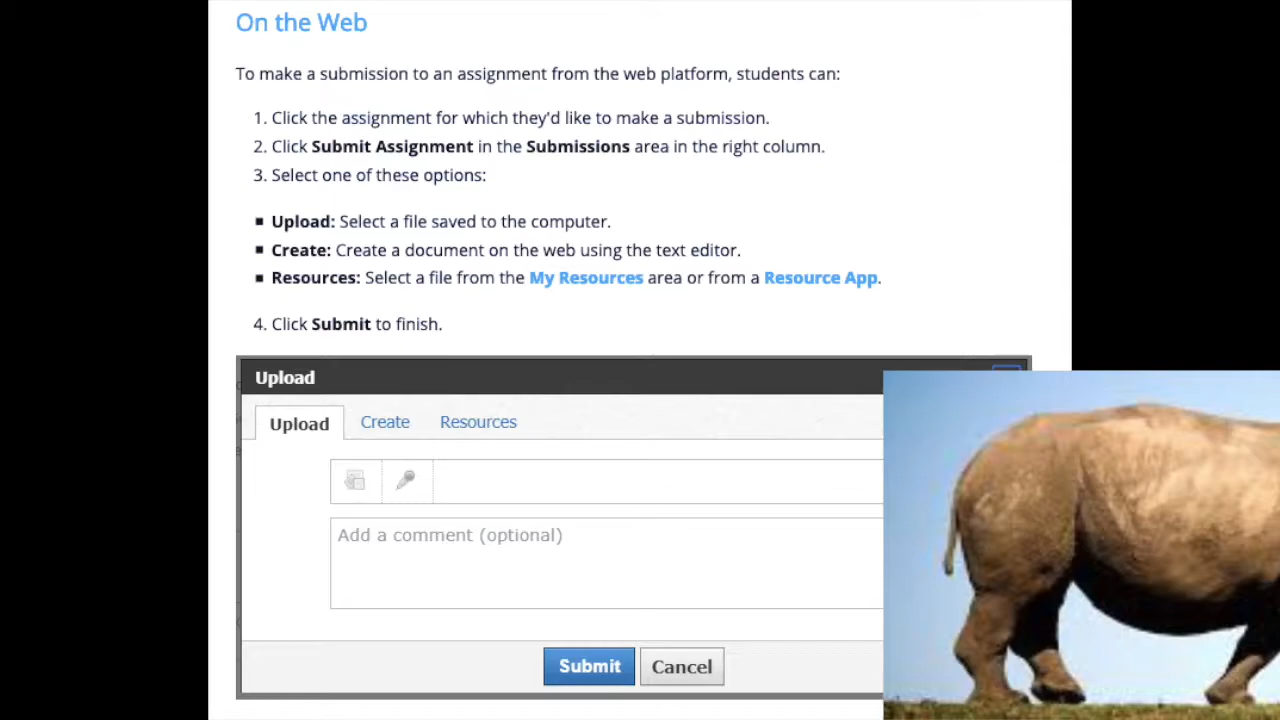 On the Web
To make a submission to an assignment from the web platform, students can:
1. Click the assignment for which they'd like to make a submission.
2. Click Submit Assignment in the Submissions area in the right column.
3. Select one of these options:
▪ Upload: Select a file saved to the computer.
▪ Create: Create a document on the web using the text editor.
▪ Resources: Select a file from the My Resources area or from a Resource App.
4. Click Submit to finish.
Upload
Upload Create Resources
Add a comment (optional)
Submit Cancel